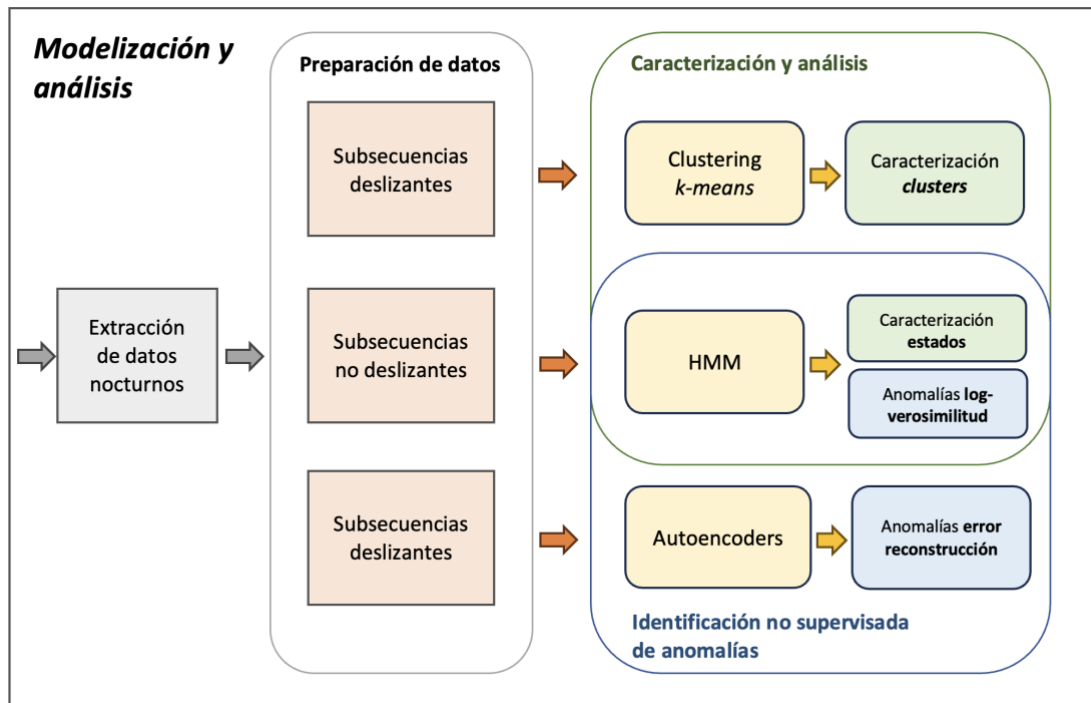 Modelización y
análisis
Extracción
de datos
nocturnos
Preparación de datos
Subsecuencias
deslizantes
Subsecuencias
no deslizantes
Subsecuencias
deslizantes
Caracterización y análisis
Clustering
k-means
Caracterización
clusters
HMM
Caracterización
estados
Anomalías log-
verosimilitud
Autoencoders
Anomalías error
reconstrucción
Identificación no supervisada
de anomalías